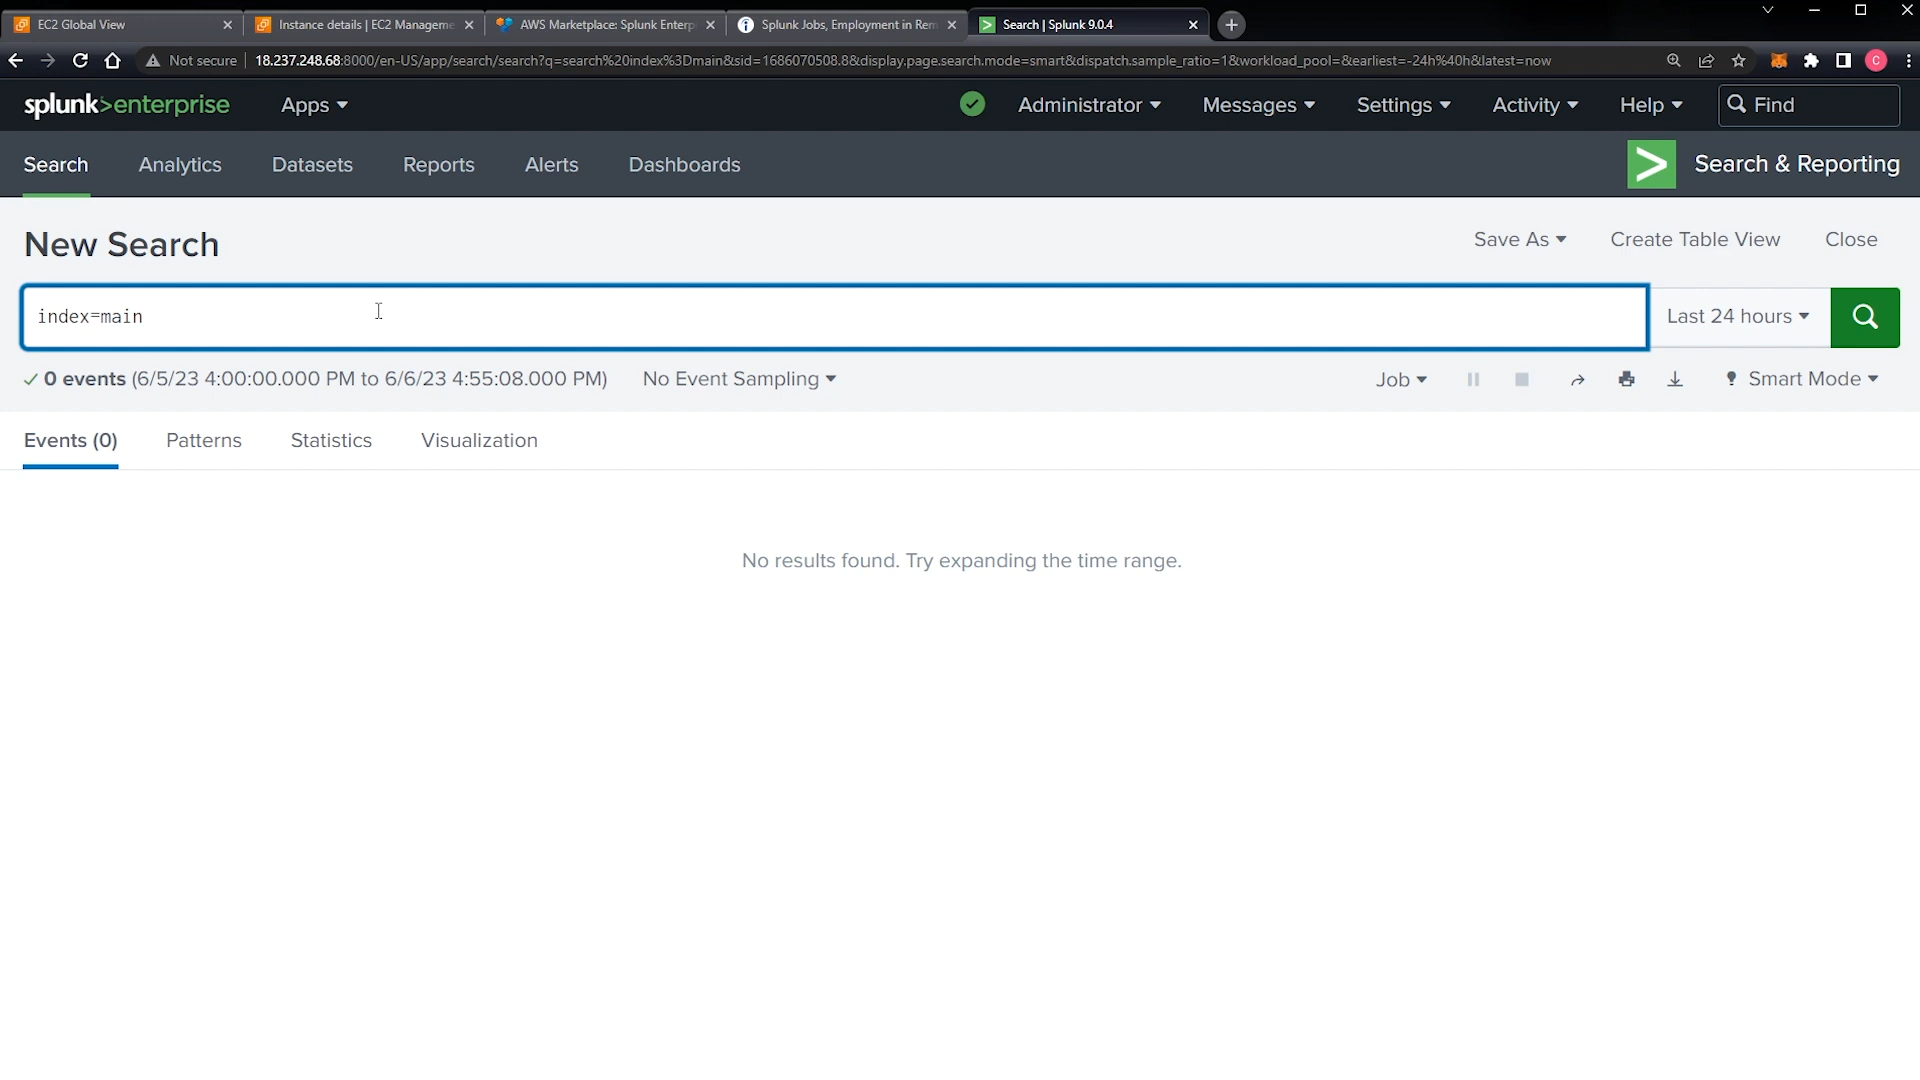 EC2 Global View
Instance details | EC2 Manageme
AWS Marketplace: Splunk Enterp
Splunk Jobs, Employment in Rem
Search | Splunk 9.0.4
Not secure
18.237.248.68:8000/en-US/app/search/search?q=search%20index%3Dmain&sid=1686070508.8&display.page.search.mode=smart&dispatch.sample_ratio=1&workload_pool=&earliest=-24h%40h&latest=now
C
splunk>enterprise
Apps
Administrator
Messages
Settings
Activity
Help
Find
Search
Analytics
Datasets
Reports
Alerts
Dashboards
Search & Reporting
New Search
Save As
Create Table View
Close
index=main
Last 24 hours
0 events (6/5/23 4:00:00.000 PM to 6/6/23 4:55:08.000 PM)
No Event Sampling
Job
Smart Mode
Events (0)
Patterns
Statistics
Visualization
No results found. Try expanding the time range.